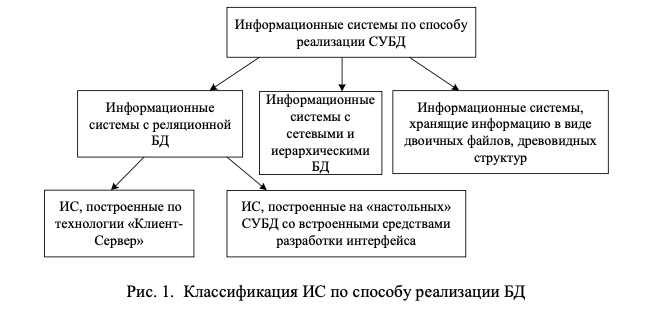 Информационные системы по способу
реализации СУБД
Информационные
системы с реляционной
БД
Информационные
системы с
сетевыми и
иерархическими
БД
Информационные системы,
хранящие информацию в виде
двоичных файлов, древовидных
структур
ИС, построенные по
технологии «Клиент-
Сервер»
ИС, построенные на «настольных»
СУБД со встроенными средствами
разработки интерфейса
Рис. 1. Классификация ИС по способу реализации БД